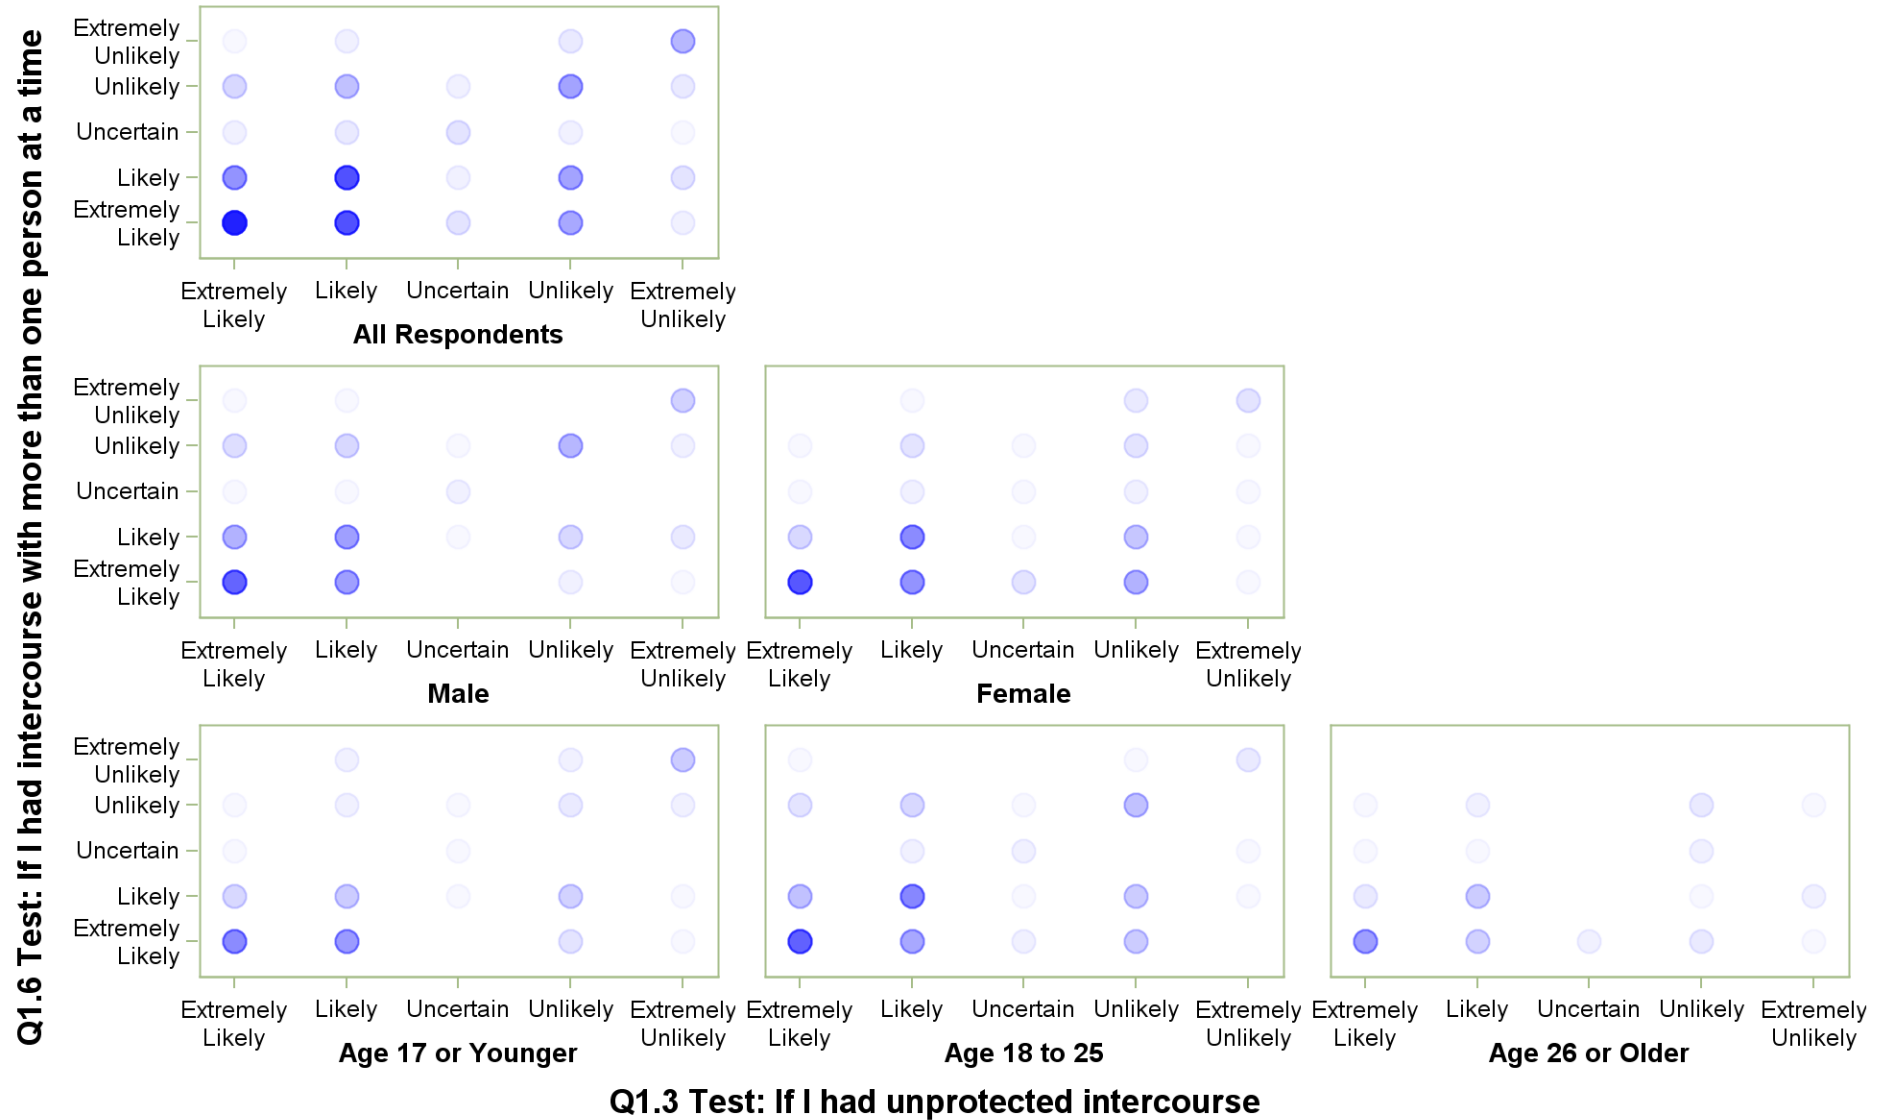 Q1.6 Test: If I had intercourse with more than one person at a time
Extremely
Unlikely
Unlikely
Uncertain
Likely
Extremely
Likely
Extremely
Likely
Likely
Uncertain
Unlikely
Extremely
Unlikely
All Respondents
Extremely
Unlikely
Unlikely
Uncertain
Likely
Extremely
Likely
Extremely
Likely
Likely
Uncertain
Unlikely
Extremely
Unlikely
Male
Extremely
Likely
Likely
Uncertain
Unlikely
Extremely
Unlikely
Female
Extremely
Unlikely
Unlikely
Uncertain
Likely
Extremely
Likely
Extremely
Likely
Likely
Uncertain
Unlikely
Extremely
Unlikely
Age 17 or Younger
Extremely
Likely
Likely
Uncertain
Unlikely
Extremely
Unlikely
Age 18 to 25
Extremely
Likely
Likely
Uncertain
Unlikely
Extremely
Unlikely
Age 26 or Older
Q1.3 Test: If I had unprotected intercourse